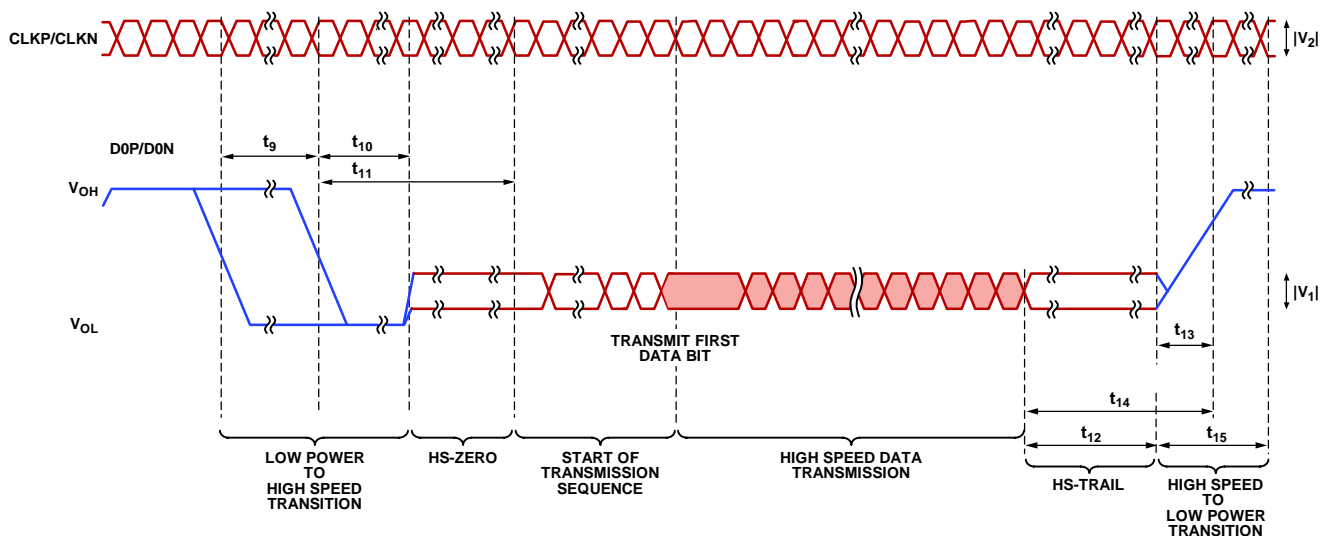 CLKP/CLKN
|V2|
D0P/D0N
t9
t10
t11
VOH
VOL
|V1|
TRANSMIT FIRST
DATA BIT
t13
t14
t12
t15
LOW POWER
TO
HIGH SPEED
TRANSITION
HS-ZERO
START OF
TRANSMISSION
SEQUENCE
HIGH SPEED DATA
TRANSMISSION
HS-TRAIL
HIGH SPEED
TO
LOW POWER
TRANSITION